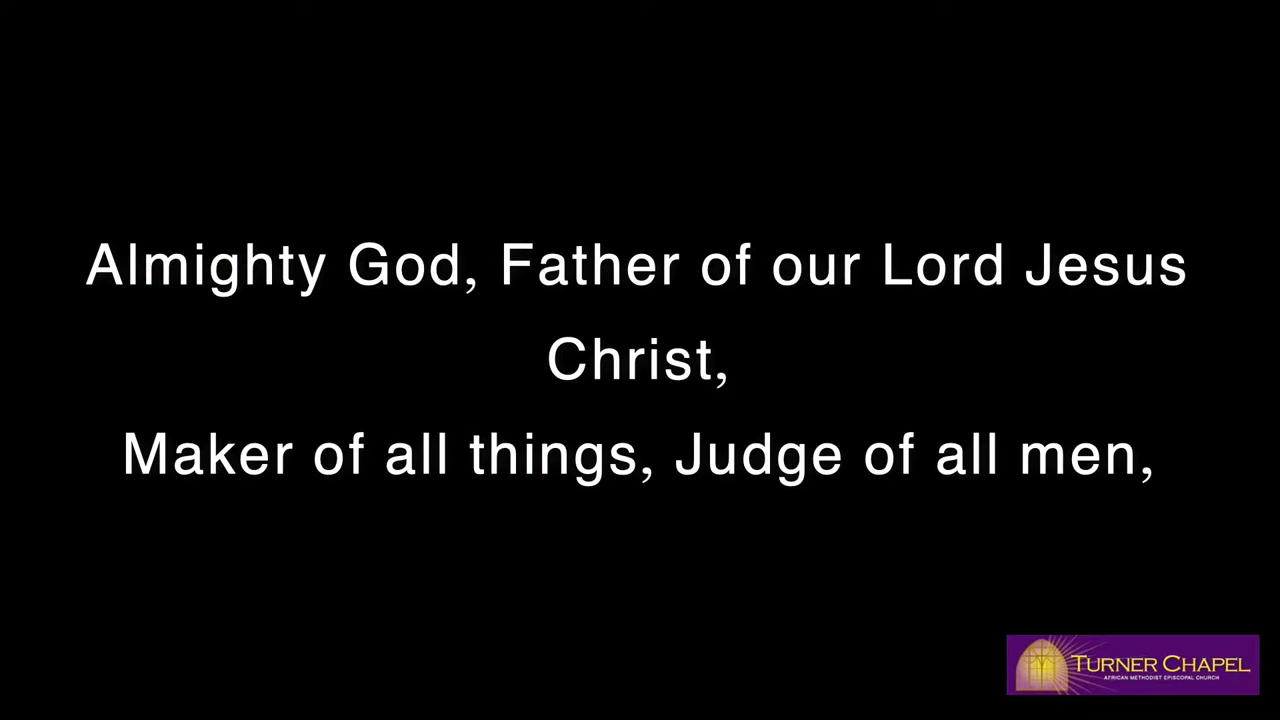 Almighty God, Father of our Lord Jesus
Christ,
Maker of all things, Judge of all men,
TURNER CHAPEL
AFRICAN METHODIST EPISCOPAL CHURCH